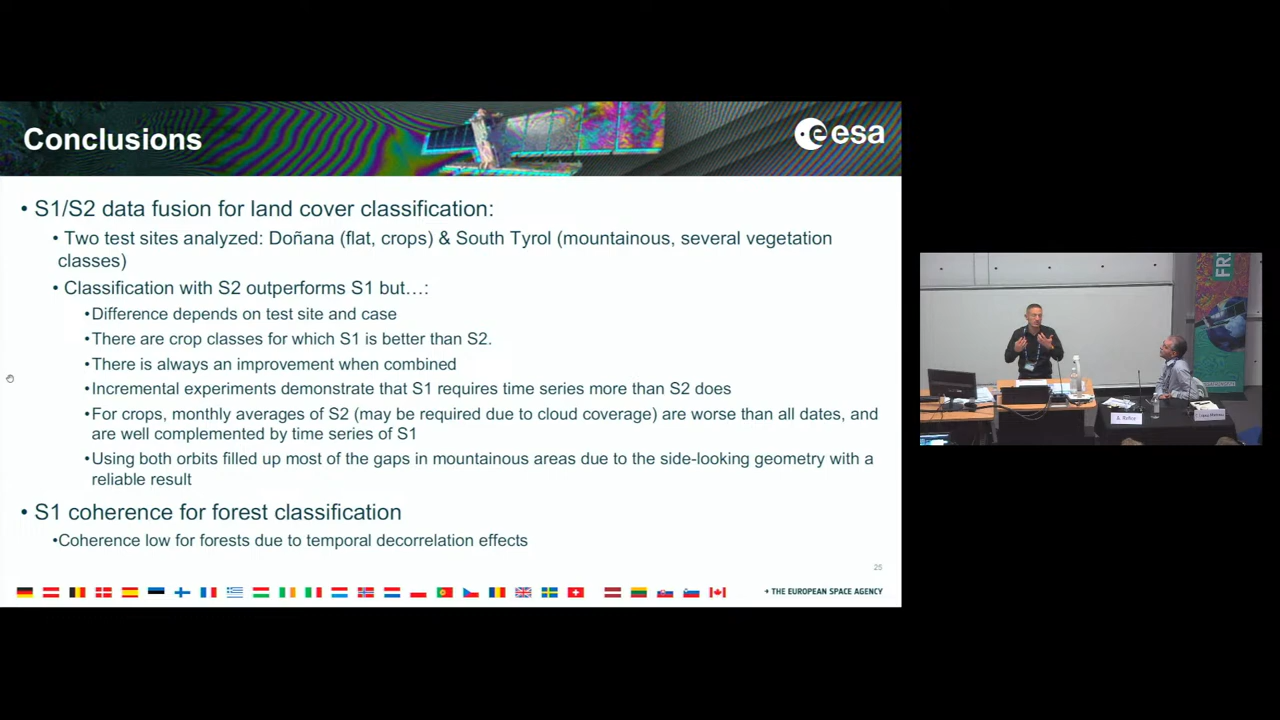 Conclusions
esa
• S1/S2 data fusion for land cover classification:
• Two test sites analyzed: Doñana (flat, crops) & South Tyrol (mountainous, several vegetation
classes)
• Classification with S2 outperforms S1 but…:
•Difference depends on test site and case
•There are crop classes for which S1 is better than S2.
•There is always an improvement when combined
•Incremental experiments demonstrate that S1 requires time series more than S2 does
•For crops, monthly averages of S2 (may be required due to cloud coverage) are worse than all dates, and
are well complemented by time series of S1
•Using both orbits filled up most of the gaps in mountainous areas due to the side-looking geometry with a
reliable result
• S1 coherence for forest classification
•Coherence low for forests due to temporal decorrelation effects
25
→ THE EUROPEAN SPACE AGENCY